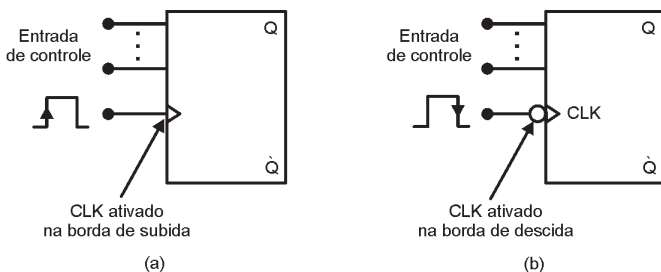 Entrada
de controle
Q
Q̀
CLK ativado
na borda de subida
(a)
Entrada
de controle
Q
CLK
Q̀
CLK ativado
na borda de descida
(b)